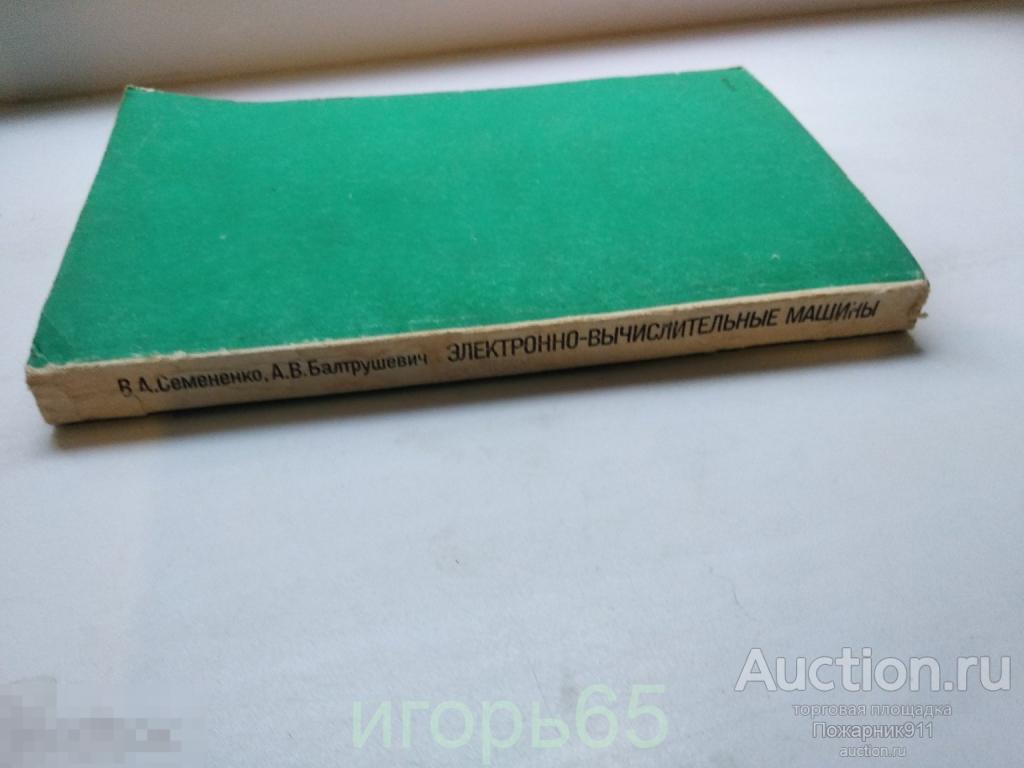 В.А.Семененко, А.В.Балтрушевич ЭЛЕКТРОННО-ВЫЧИСЛИТЕЛЬНЫЕ МАШИНЫ
игорь65
Auction.ru
торговая площадка
Пожарник911
auction.ru